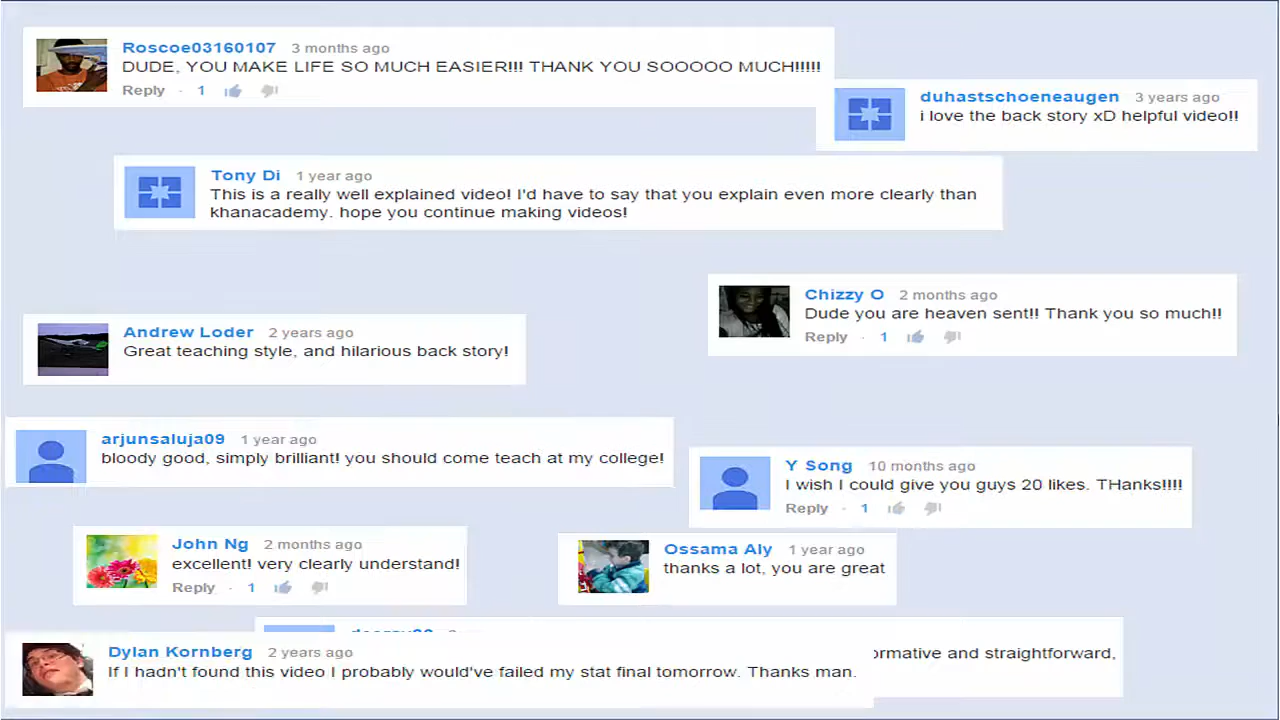 Roscoe03160107 3 months ago
DUDE, YOU MAKE LIFE SO MUCH EASIER!!! THANK YOU SOOOOO MUCH!!!!!
Reply · 1
duhastschoeneaugen 3 years ago
i love the back story xD helpful video!!
Tony Di 1 year ago
This is a really well explained video! I'd have to say that you explain even more clearly than
khanacademy. hope you continue making videos!
Chizzy O 2 months ago
Dude you are heaven sent!! Thank you so much!!
Reply · 1
Andrew Loder 2 years ago
Great teaching style, and hilarious back story!
arjunsaluja09 1 year ago
bloody good, simply brilliant! you should come teach at my college!
Y Song 10 months ago
I wish I could give you guys 20 likes. THanks!!!!
Reply · 1
John Ng 2 months ago
excellent! very clearly understand!
Reply · 1
Ossama Aly 1 year ago
thanks a lot, you are great
ormative and straightforward,
Dylan Kornberg 2 years ago
If I hadn't found this video I probably would've failed my stat final tomorrow. Thanks man.